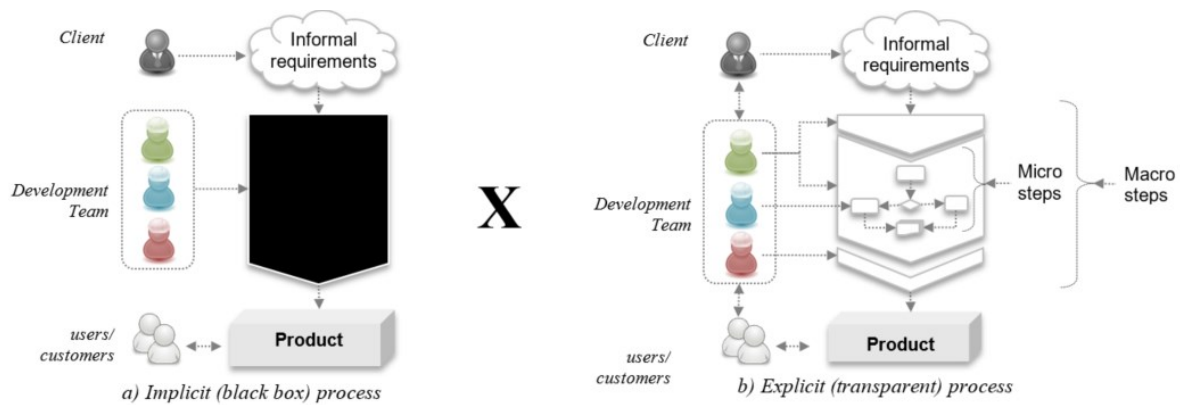 Client
Informal
requirements
Development
Team
users/
customers
Product
a) Implicit (black box) process
X
Client
Informal
requirements
Development
Team
Micro
steps
Macro
steps
users/
customers
Product
b) Explicit (transparent) process